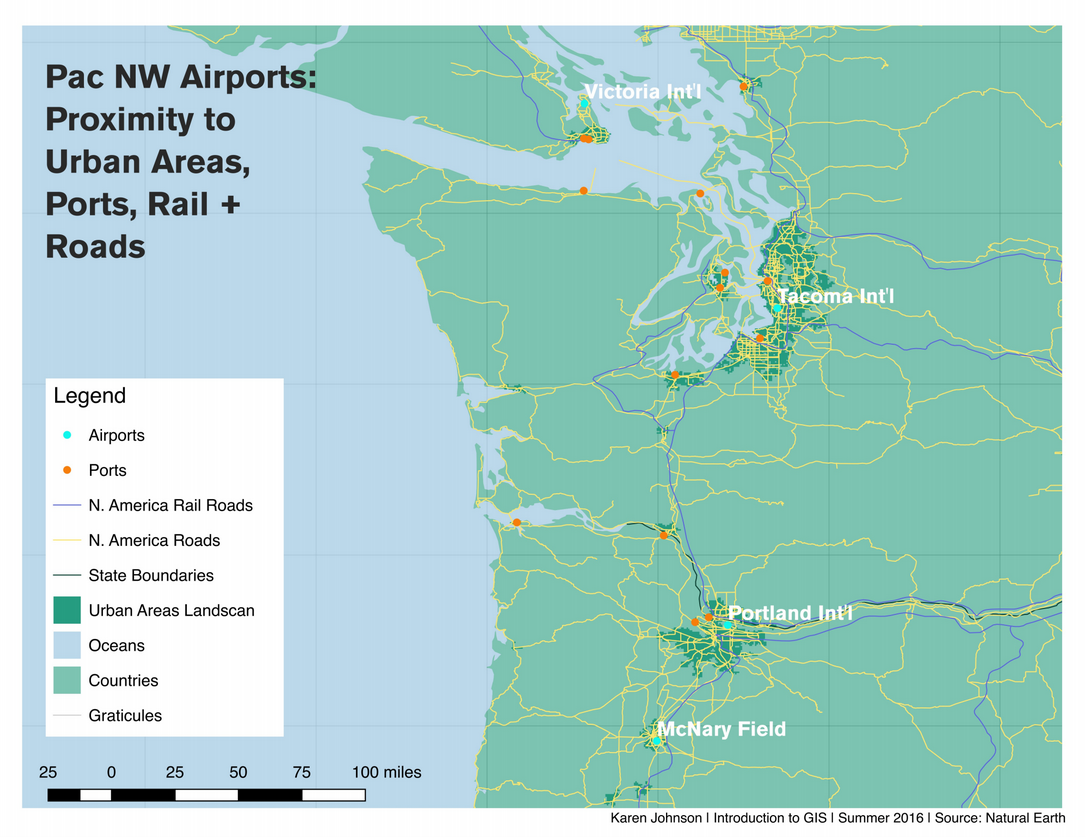 Pac NW Airports:
Proximity to
Urban Areas,
Ports, Rail +
Roads
Victoria Int'l
Tacoma Int'l
Portland Int'l
McNary Field
Legend
Airports
Ports
N. America Rail Roads
N. America Roads
State Boundaries
Urban Areas Landscan
Oceans
Countries
Graticules
25 0 25 50 75 100 miles
Karen Johnson I Introduction to GIS I Summer 2016 I Source: Natural Earth